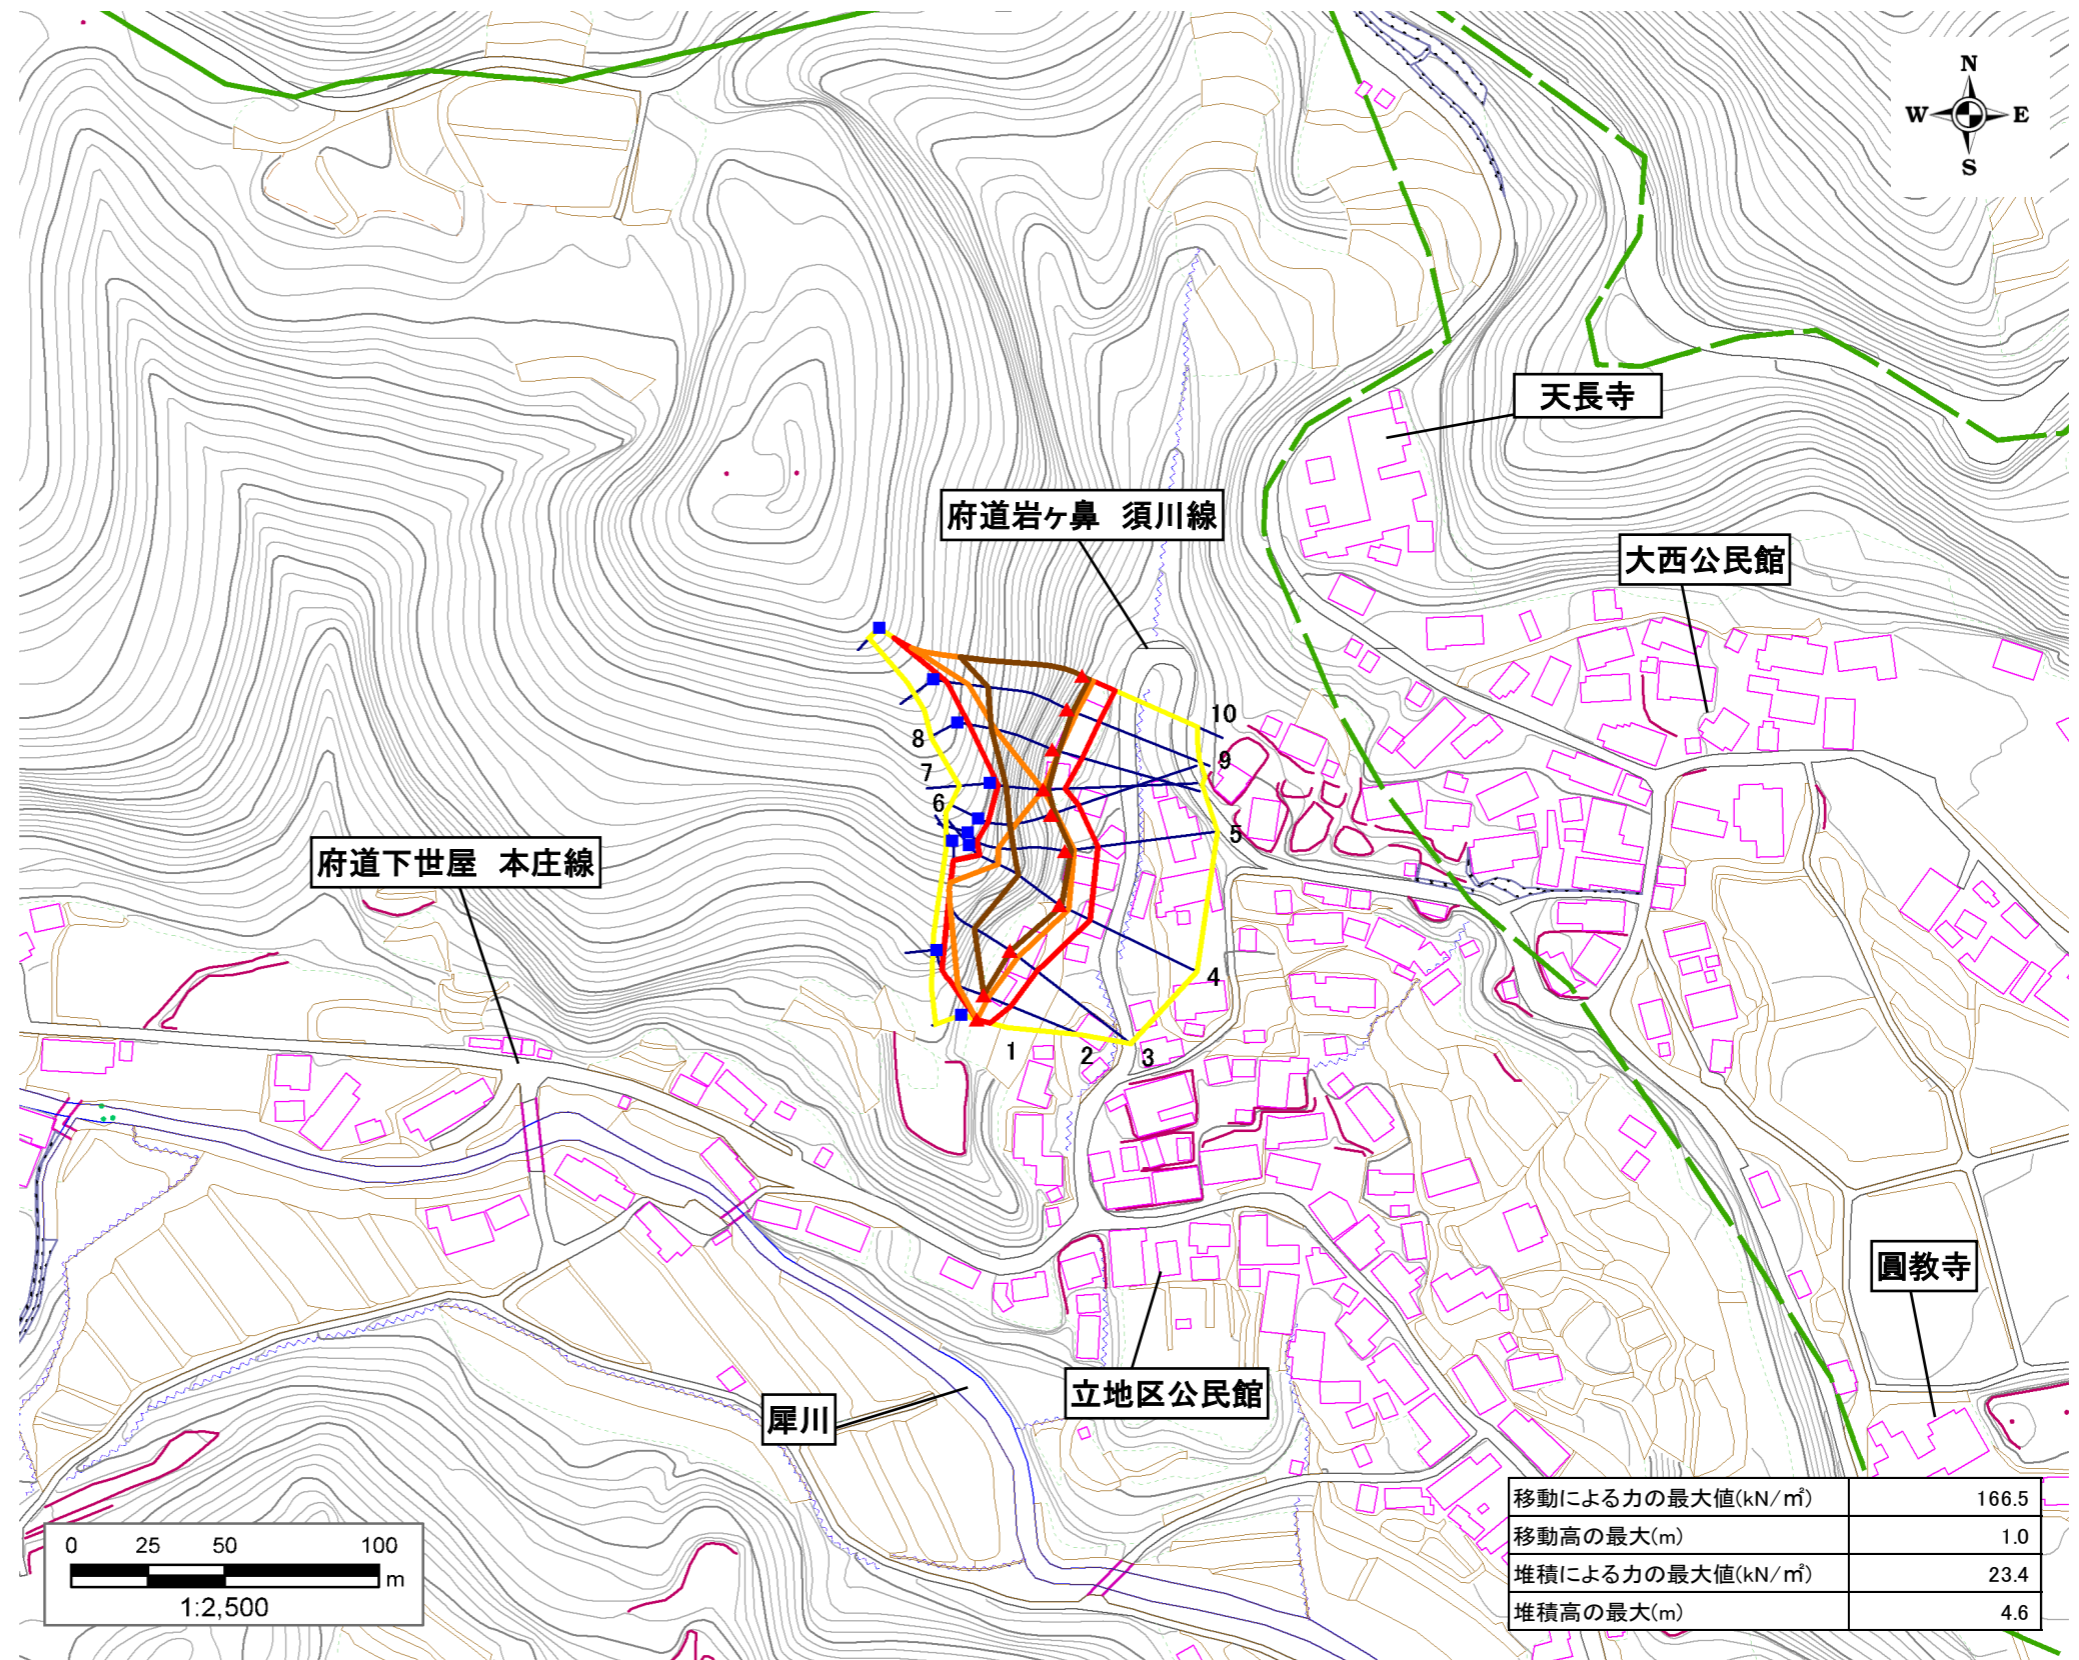 N
W E
S
天長寺
府道岩ヶ鼻 須川線
大西公民館
10
8
9
7
6
5
府道下世屋 本庄線
4
1
2
3
圓教寺
立地区公民館
犀川
移動による力の最大値(kN/㎡) 166.5
移動高の最大(m) 1.0
堆積による力の最大値(kN/㎡) 23.4
堆積高の最大(m) 4.6
0 25 50 100
m
1:2,500